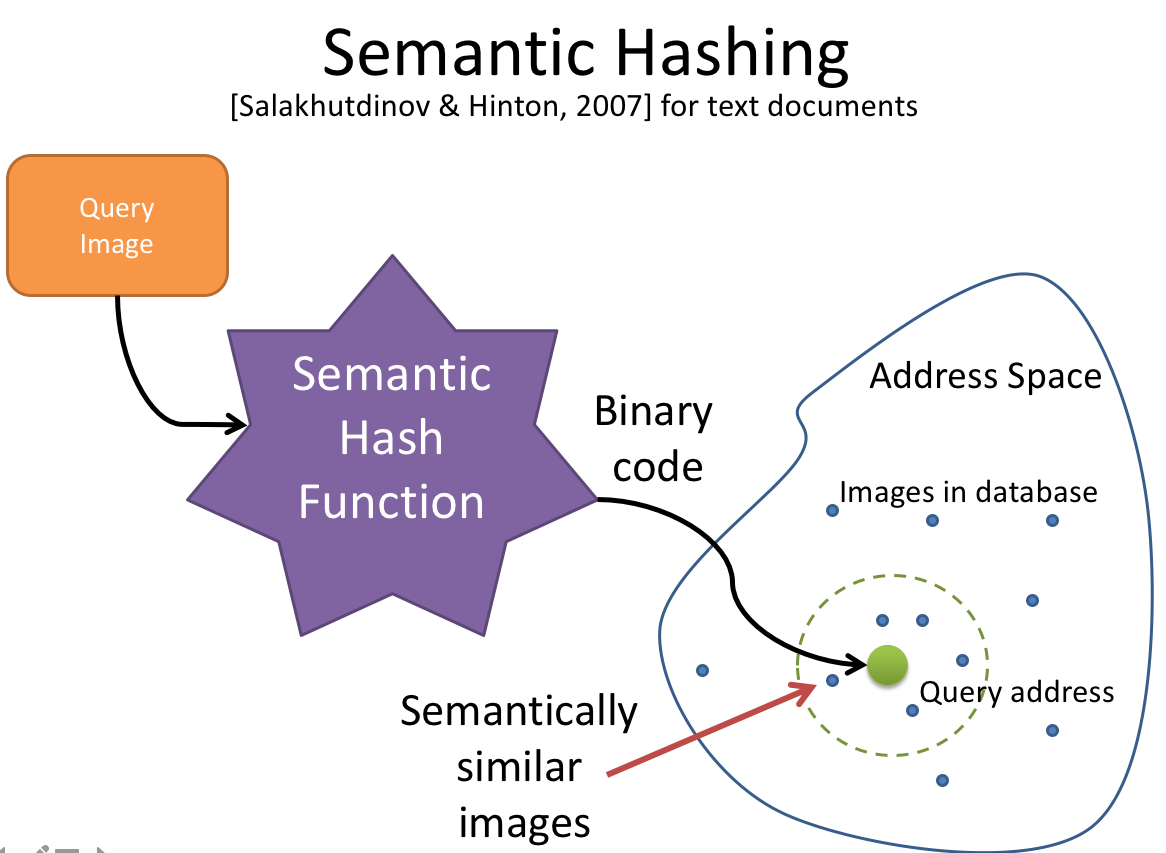 Semantic Hashing
[Salakhutdinov & Hinton, 2007] for text documents
Query
Image
Semantic
Hash
Function
Binary
code
Address Space
Images in database
Query address
Semantically
similar
images